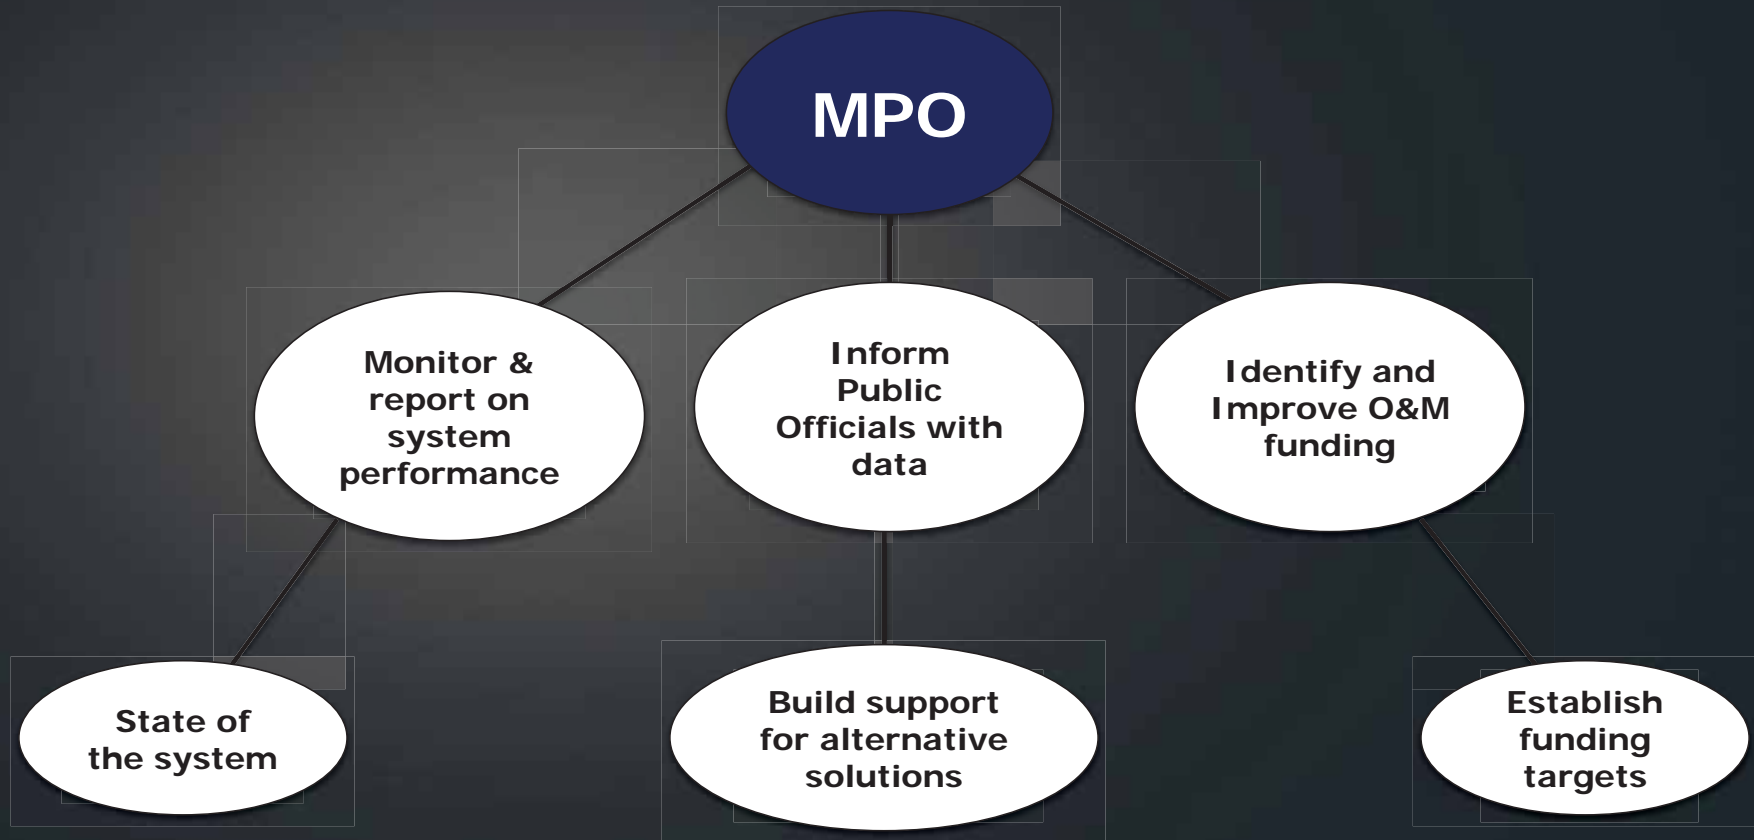 MPO
Monitor &
report on
system
performance
Inform
Public
Officials with
data
Identify and
Improve O&M
funding
State of
the system
Build support
for alternative
solutions
Establish
funding
targets